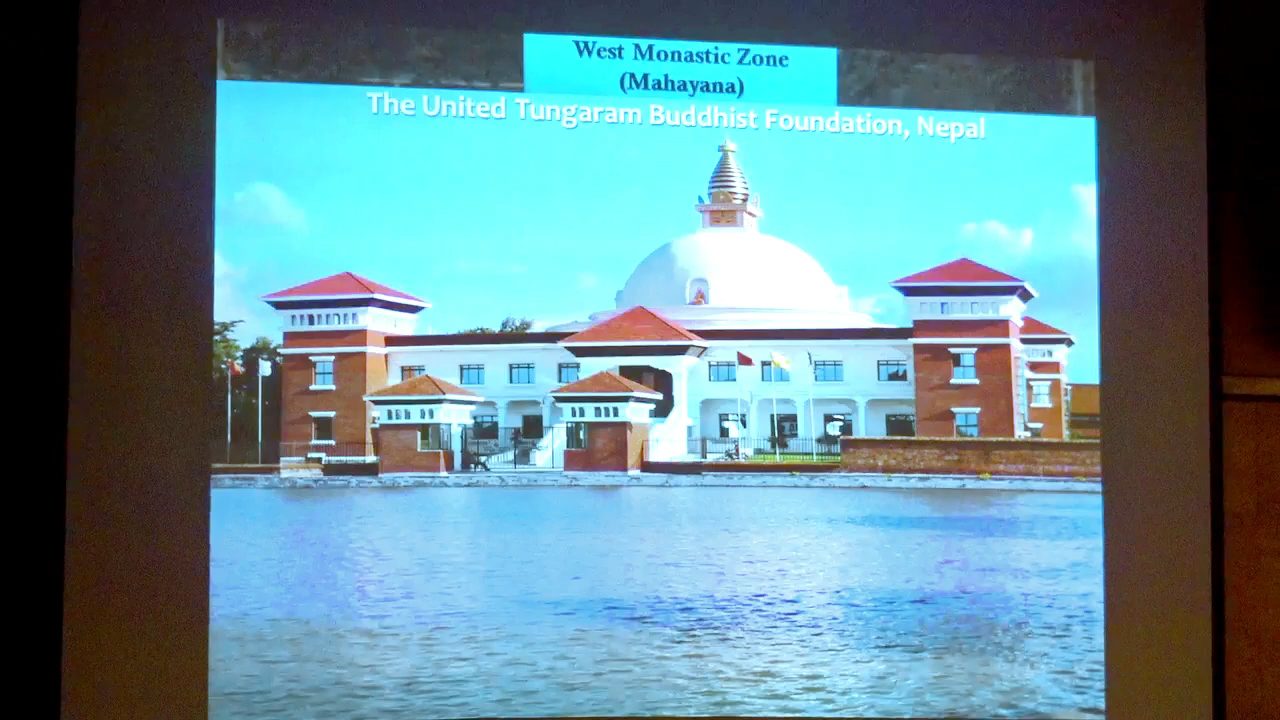 West Monastic Zone
(Mahayana)
The United Tungaram Buddhist Foundation, Nepal